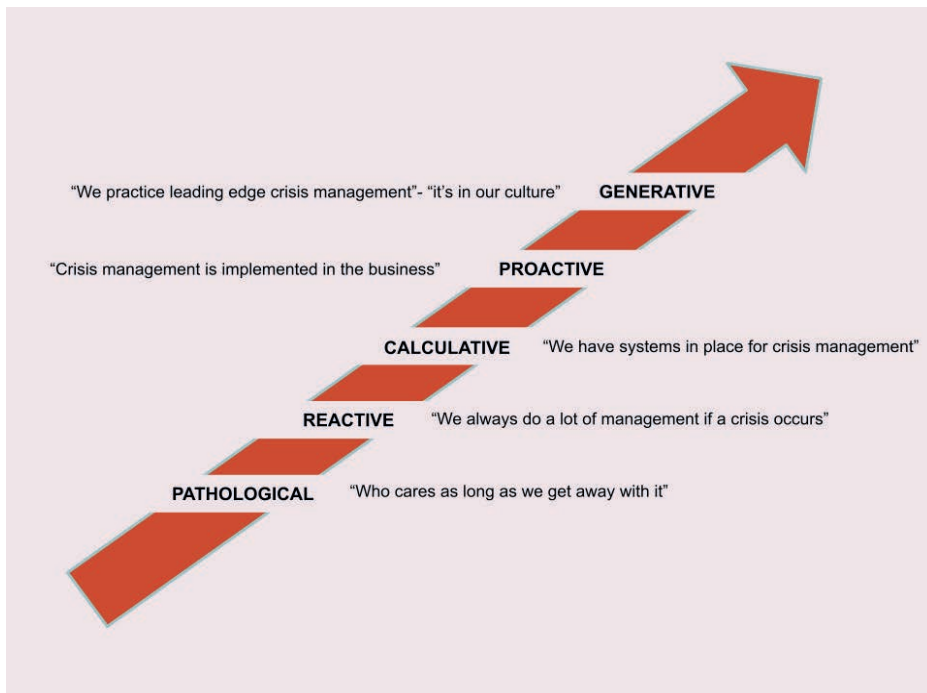 “We practice leading edge crisis management”- “it’s in our culture” GENERATIVE
“Crisis management is implemented in the business” PROACTIVE
CALCULATIVE “We have systems in place for crisis management”
REACTIVE “We always do a lot of management if a crisis occurs”
PATHOLOGICAL “Who cares as long as we get away with it”